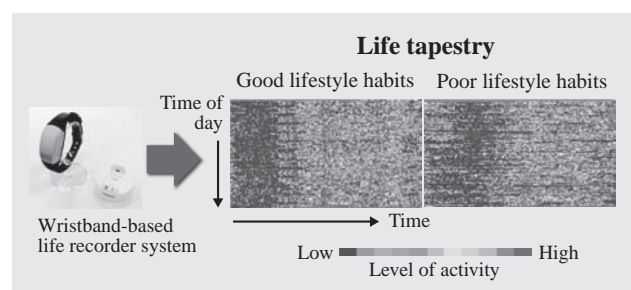 Life tapestry
Good lifestyle habits
Poor lifestyle habits
Time of
day
Time
Wristband-based
life recorder system
Low
High
Level of activity